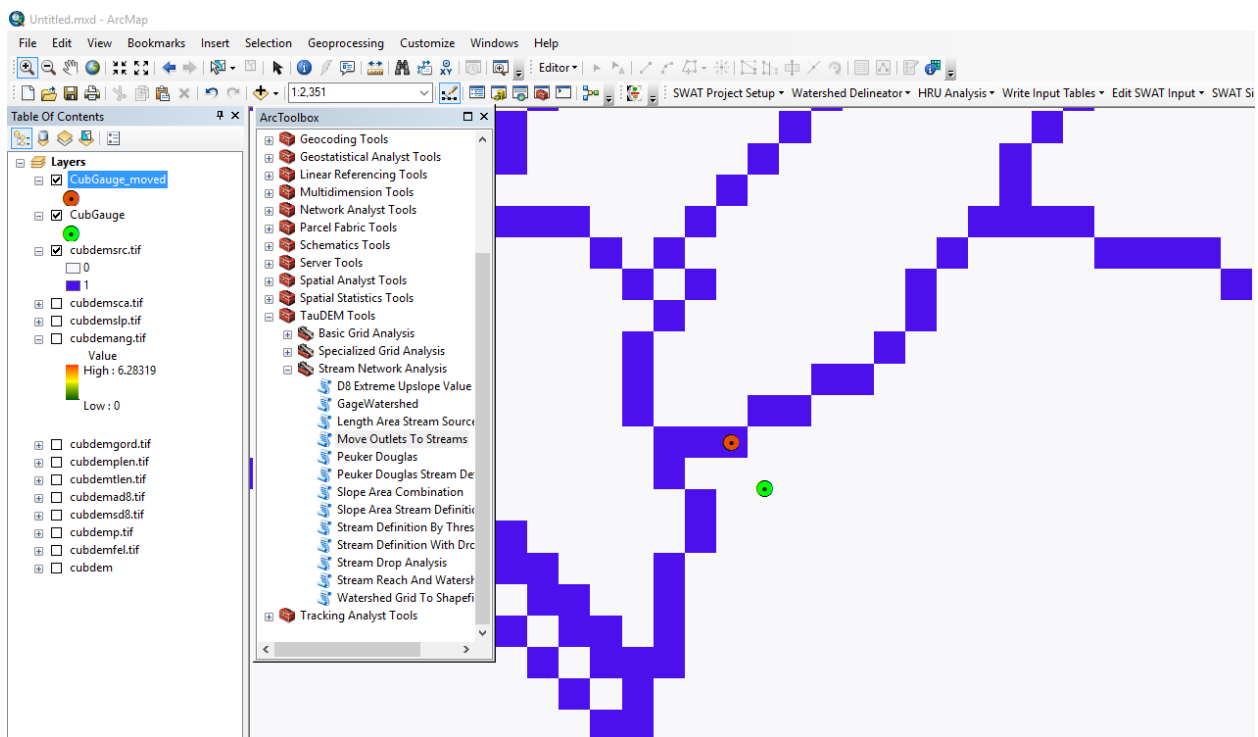 Untitled.mxd - ArcMap
File Edit View Bookmarks Insert Selection Geoprocessing Customize Windows Help
Editor
1:2,351
SWAT Project Setup Watershed Delineator HRU Analysis Write Input Tables Edit SWAT Input SWAT Si
Table Of Contents
Layers
CubGauge_moved
CubGauge
cubdemsrc.tif
0
1
cubdemsca.tif
cubdemslp.tif
cubdemang.tif
Value
High : 6.28319
Low : 0
cubdemgord.tif
cubdemplen.tif
cubdemtlen.tif
cubdemad8.tif
cubdemsd8.tif
cubdemp.tif
cubdemfel.tif
cubdem
ArcToolbox
Geocoding Tools
Geostatistical Analyst Tools
Linear Referencing Tools
Multidimension Tools
Network Analyst Tools
Parcel Fabric Tools
Schematics Tools
Server Tools
Spatial Analyst Tools
Spatial Statistics Tools
TauDEM Tools
Basic Grid Analysis
Specialized Grid Analysis
Stream Network Analysis
D8 Extreme Upslope Value
GageWatershed
Length Area Stream Source
Move Outlets To Streams
Peuker Douglas
Peuker Douglas Stream De
Slope Area Combination
Slope Area Stream Definitio
Stream Definition By Thres
Stream Definition With Dro
Stream Drop Analysis
Stream Reach And Watersh
Watershed Grid To Shapefi
Tracking Analyst Tools